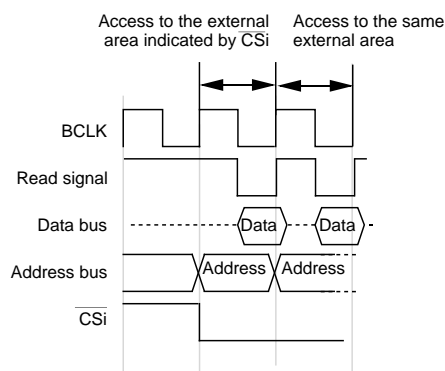 Access to the external
area indicated by CSi
Access to the same
external area
BCLK
Read signal
Data bus
Data
Data
Address bus
Address
Address
CSi